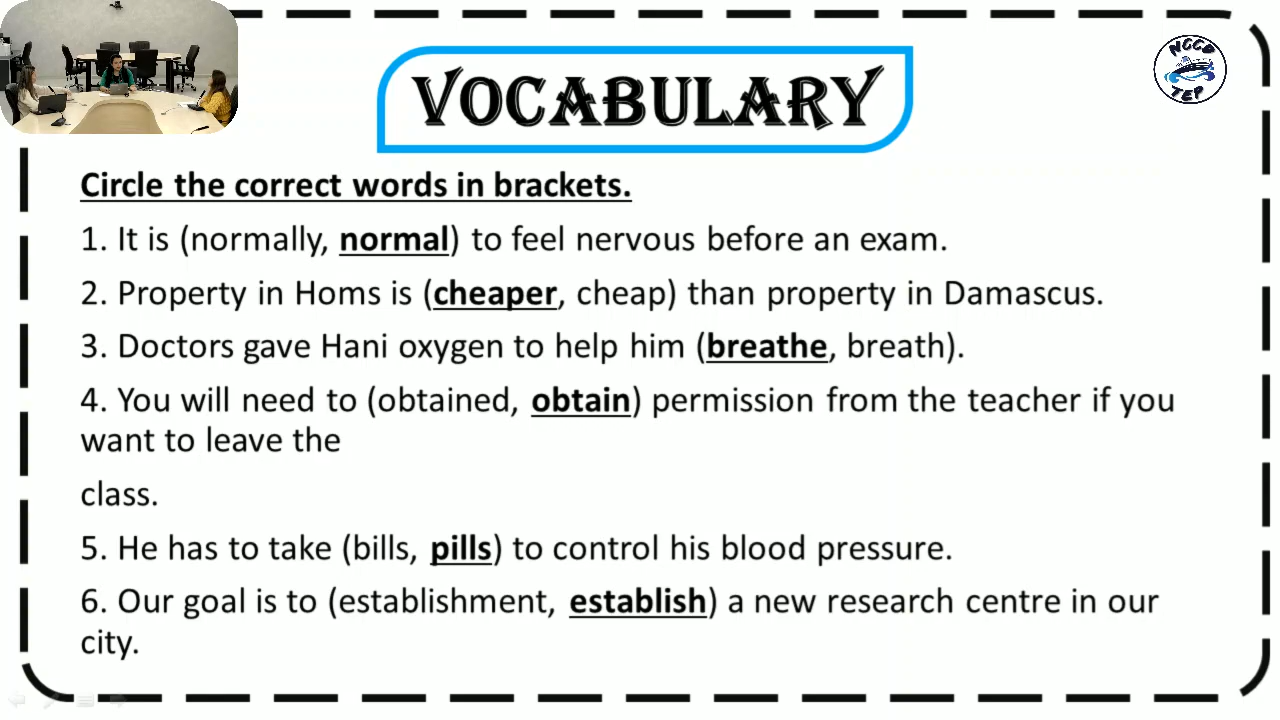 NCCD
TEP
VOCABULARY
Circle the correct words in brackets.
1. It is (normally, normal) to feel nervous before an exam.
2. Property in Homs is (cheaper, cheap) than property in Damascus.
3. Doctors gave Hani oxygen to help him (breathe, breath).
4. You will need to (obtained, obtain) permission from the teacher if you
want to leave the
class.
5. He has to take (bills, pills) to control his blood pressure.
6. Our goal is to (establishment, establish) a new research centre in our
city.